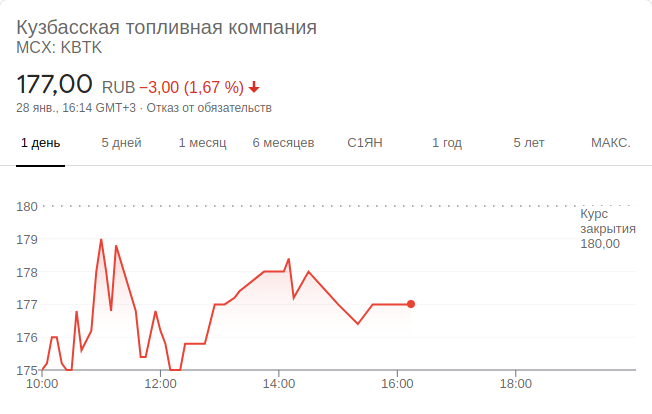 Кузбасская топливная компания
MCX: KBTK
177,00 RUB −3,00 (1,67 %)
28 янв., 16:14 GMT+3 · Отказ от обязательств
1 день 5 дней 1 месяц 6 месяцев С1ЯН 1 год 5 лет МАКС.
180
Курс
закрытия
180,00
179
178
177
176
175
10:00 12:00 14:00 16:00 18:00